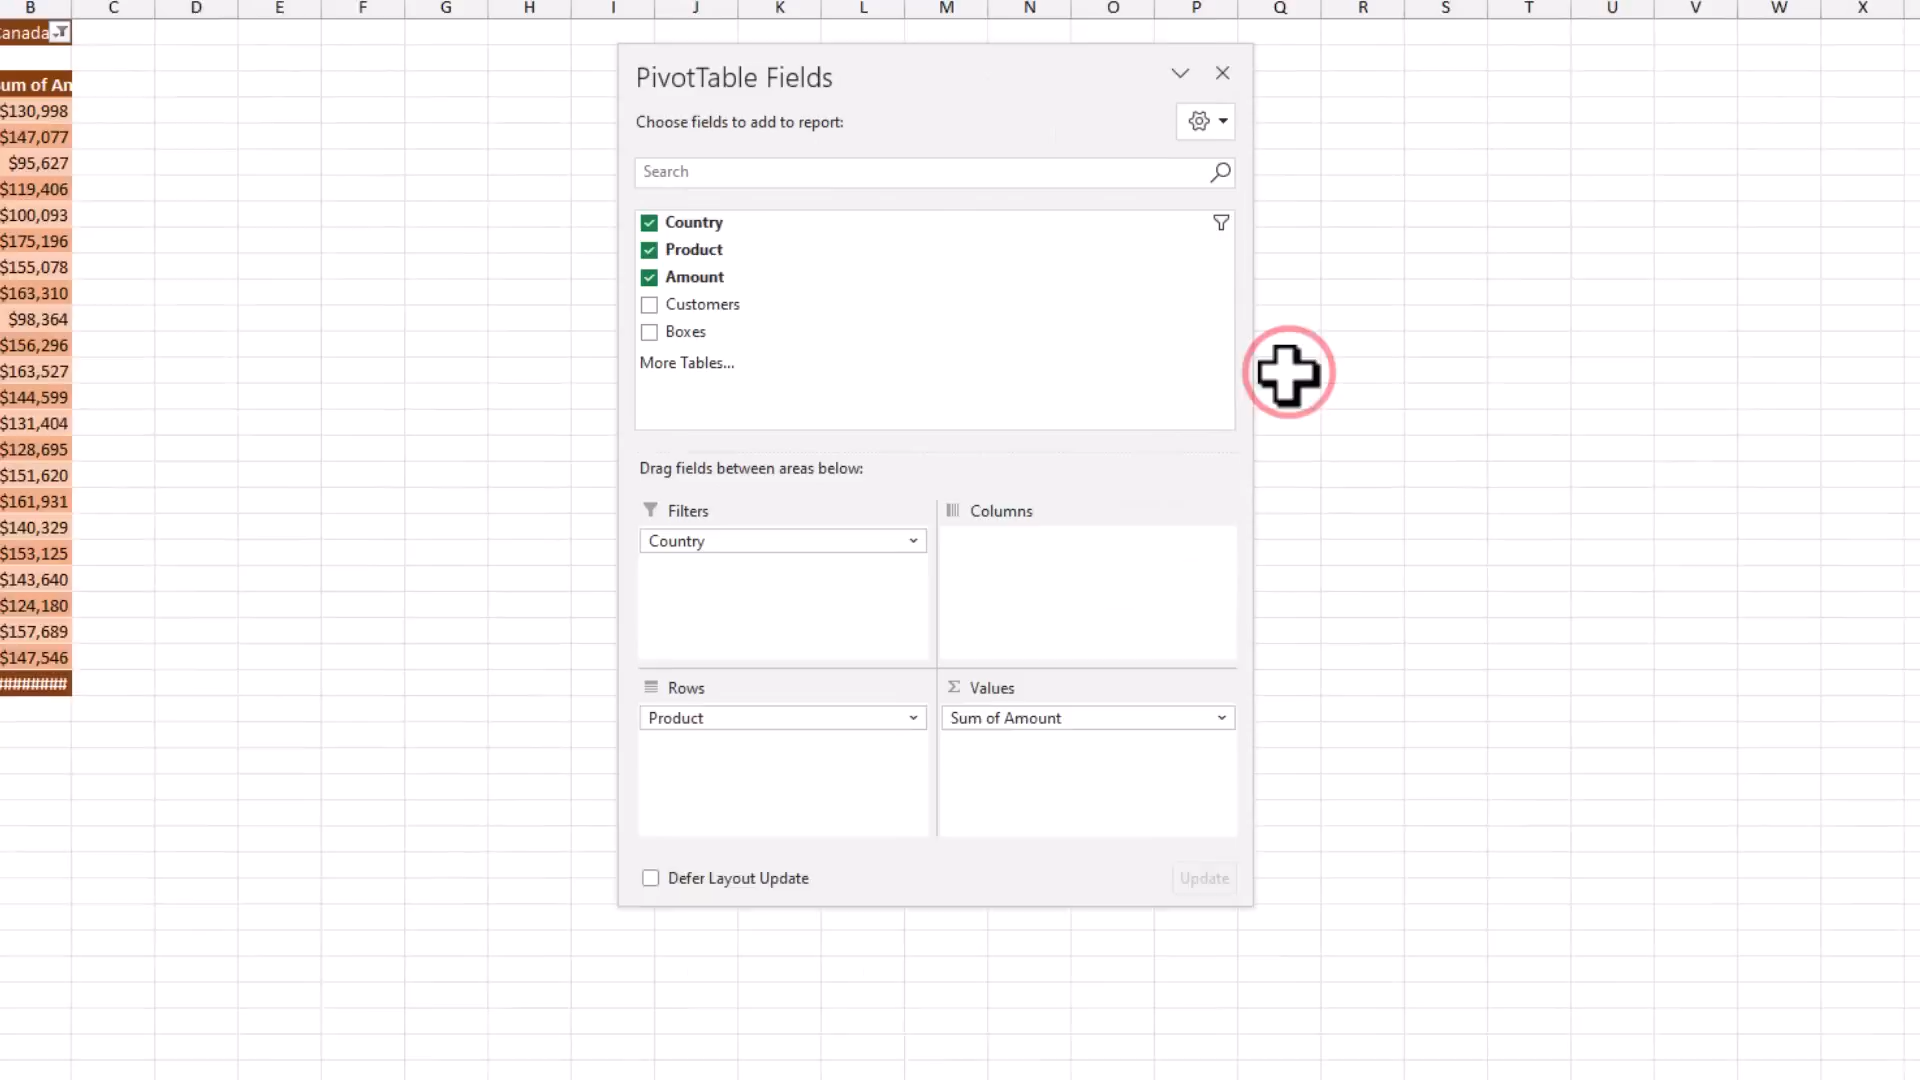 B C D E F G H I J K L M N O P Q R S T U V W X
Canada
Sum of Am
$130,998
$147,077
$95,627
$119,406
$100,093
$175,196
$155,078
$163,310
$98,364
$156,296
$163,527
$144,599
$131,404
$128,695
$151,620
$161,931
$140,329
$153,125
$143,640
$124,180
$157,689
$147,546
########
PivotTable Fields
Choose fields to add to report:
Search
Country
Product
Amount
Customers
Boxes
More Tables...
Drag fields between areas below:
Filters
Country
Columns
Rows
Product
Values
Sum of Amount
Defer Layout Update
Update